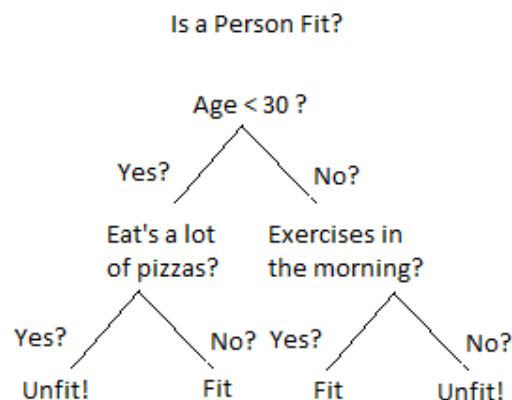 Is a Person Fit?
Age < 30 ?
Yes?
No?
Eat's a lot
of pizzas?
Exercises in
the morning?
Yes?
No?
Yes?
No?
Unfit!
Fit
Fit
Unfit!